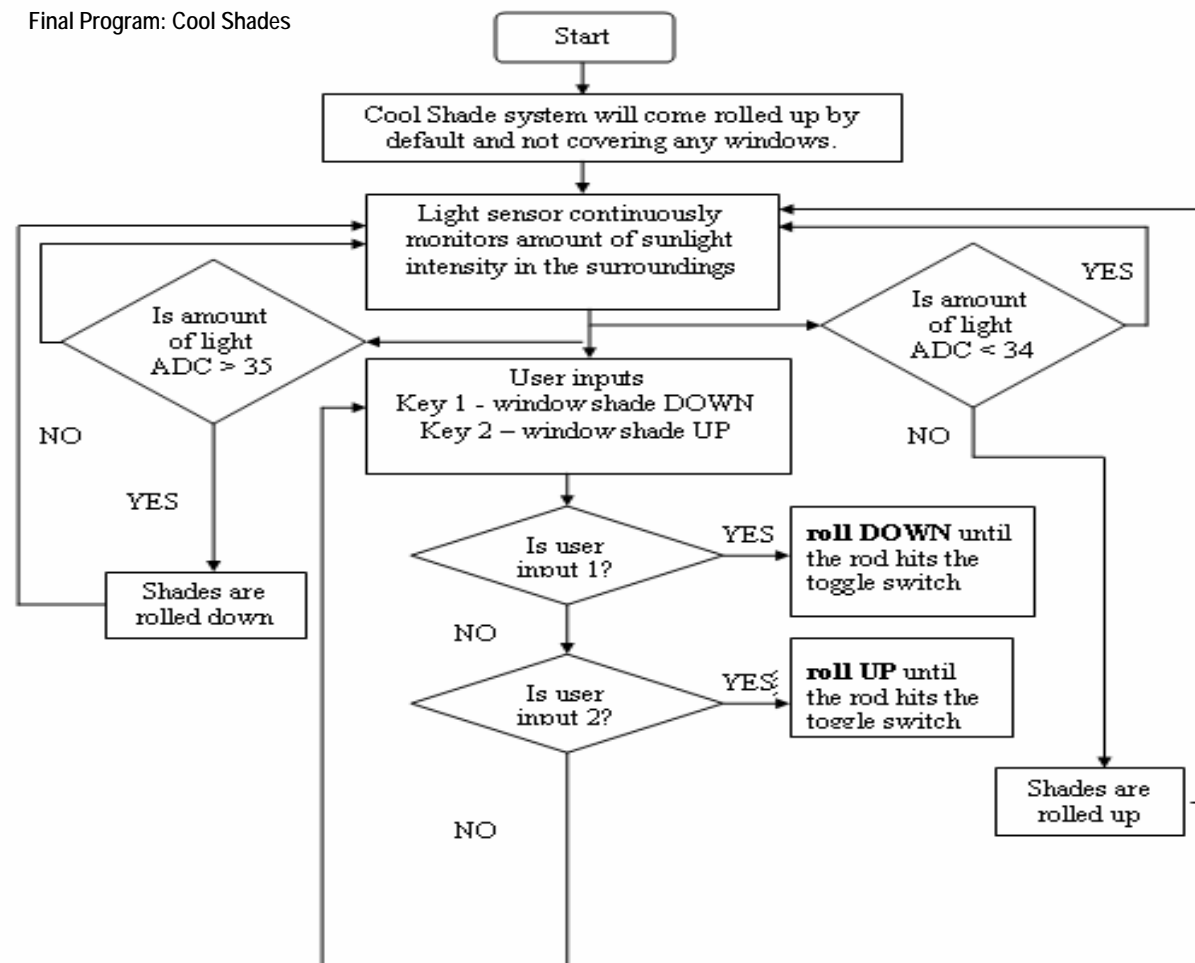 Final Program: Cool Shades
Start
Cool Shade system will come rolled up by
default and not covering any windows.
Light sensor continuously
monitors amount of sunlight
intensity in the surroundings
Is amount
of light
ADC > 35
NO
YES
Shades are
rolled down
Is amount
of light
ADC < 34
YES
NO
Shades are
rolled up
User inputs
Key 1 - window shade DOWN
Key 2 – window shade UP
Is user
input 1?
YES
roll DOWN until
the rod hits the
toggle switch
NO
Is user
input 2?
YES
roll UP until
the rod hits the
toggle switch
NO